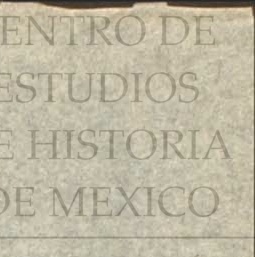 ENTRO DE
ESTUDIOS
E HISTORIA
DE MEXICO